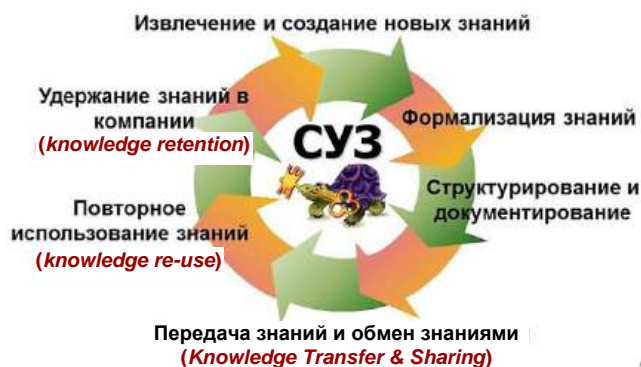 Извлечение и создание новых знаний
Формализация знаний
Структурирование и
документирование
Передача знаний и обмен знаниями
(Knowledge Transfer & Sharing)
Повторное
использование знаний
(knowledge re-use)
Удержание знаний в
компании
(knowledge retention)
СУЗ